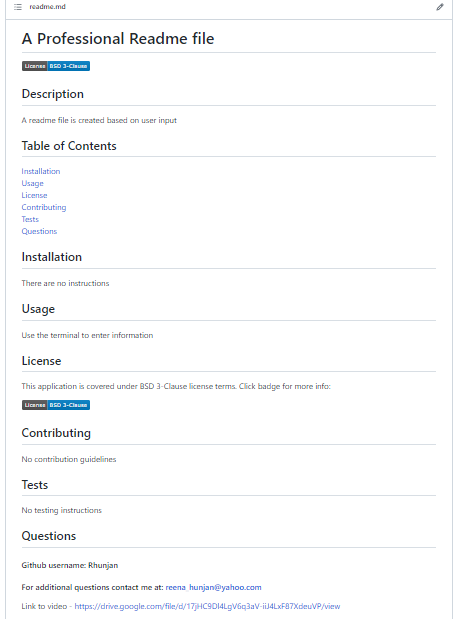 readme.md
A Professional Readme file
License BSD 3-Clause
Description
A readme file is created based on user input
Table of Contents
Installation
Usage
License
Contributing
Tests
Questions
Installation
There are no instructions
Usage
Use the terminal to enter information
License
This application is covered under BSD 3-Clause license terms. Click badge for more info:
License BSD 3-Clause
Contributing
No contribution guidelines
Tests
No testing instructions
Questions
Github username: Rhunjan
For additional questions contact me at: reena_hunjan@yahoo.com
Link to video - https://drive.google.com/file/d/17jHC9DI4LgV6q3aV-iiJ4LxF87XdeuVP/view